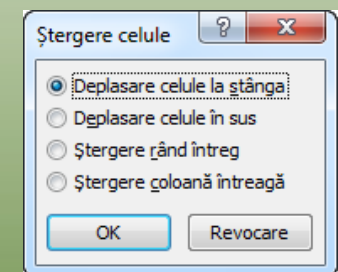 Ștergere celule
Deplasare celule la stânga
Deplasare celule în sus
Ștergere rând întreg
Ștergere coloană întreagă
OK Revocare